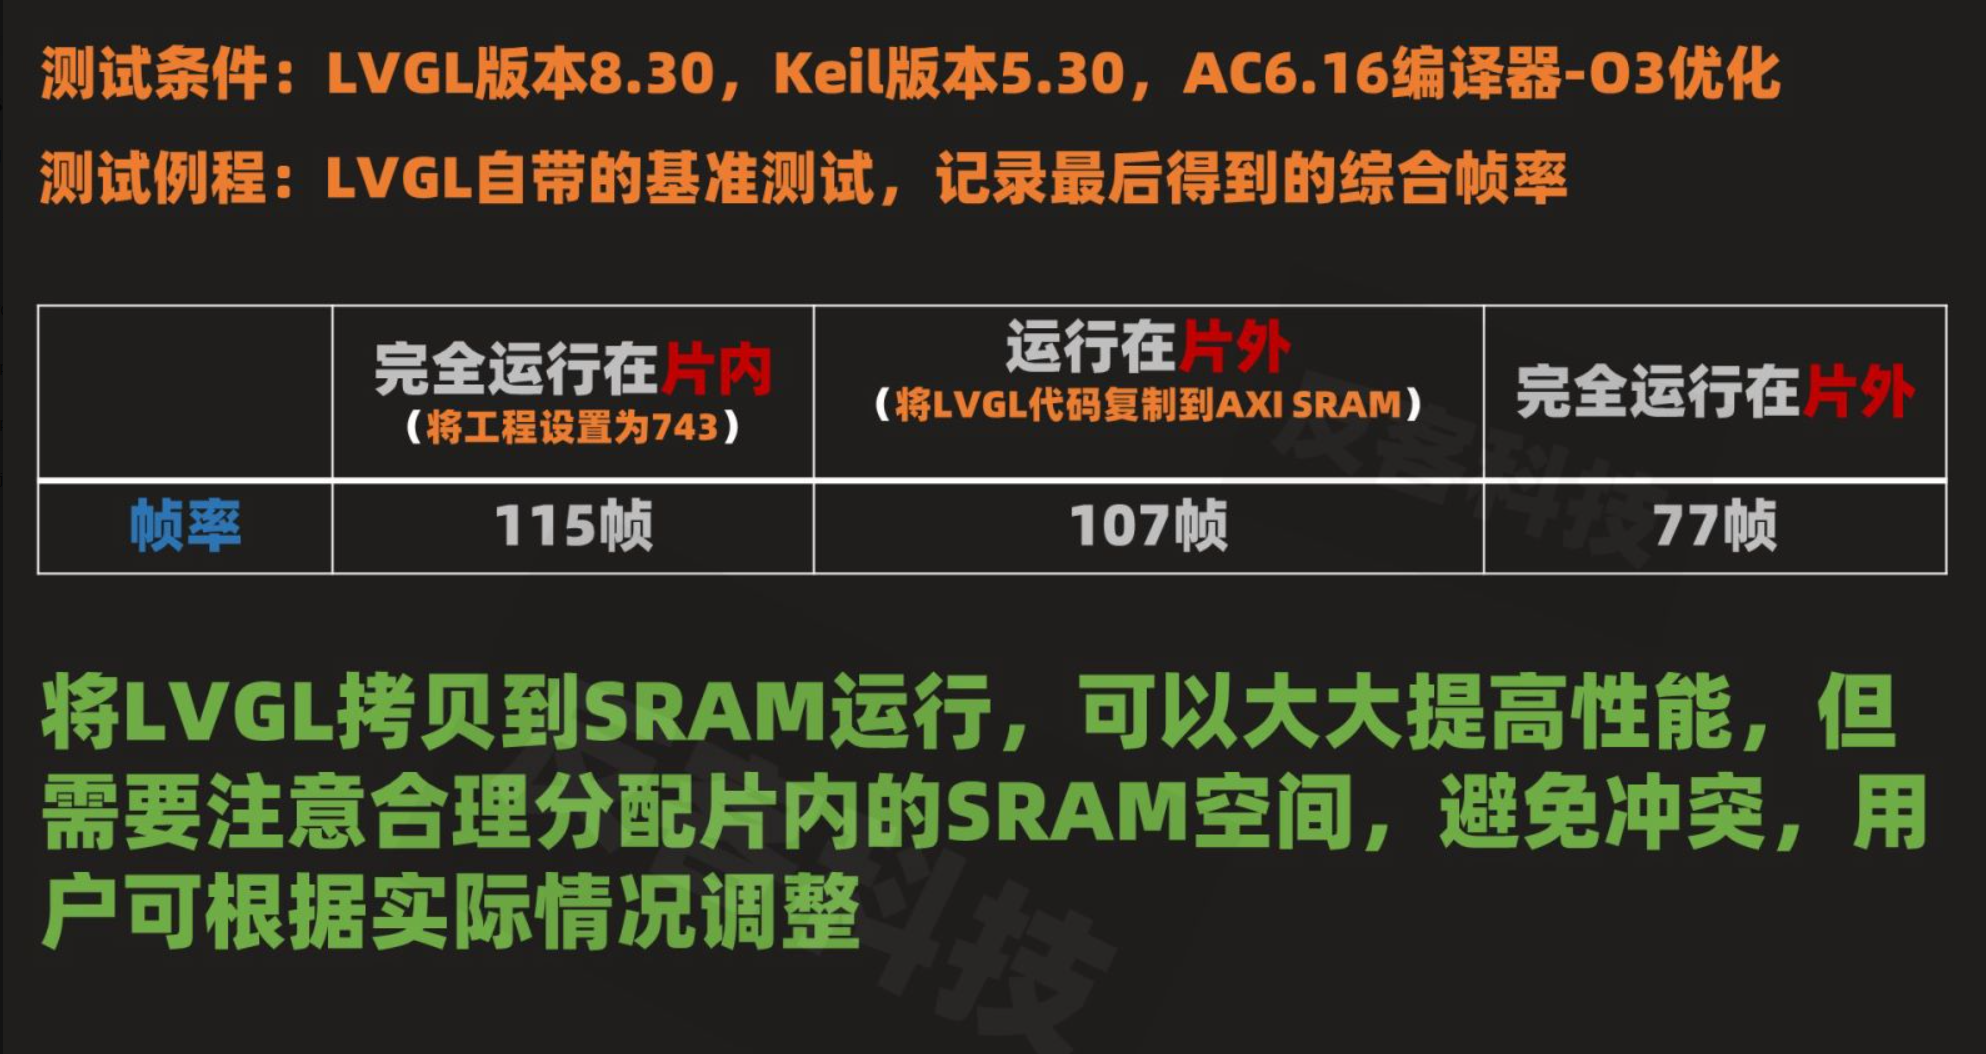 测试条件：LVGL版本8.30，Keil版本5.30，AC6.16编译器-O3优化
测试例程：LVGL自带的基准测试，记录最后得到的综合帧率
完全运行在片内
（将工程设置为743）
运行在片外
（将LVGL代码复制到AXI SRAM）
完全运行在片外
帧率
115帧
107帧
77帧
将LVGL拷贝到SRAM运行，可以大大提高性能，但
需要注意合理分配片内的SRAM空间，避免冲突，用
户可根据实际情况调整
反客科技
反客科技